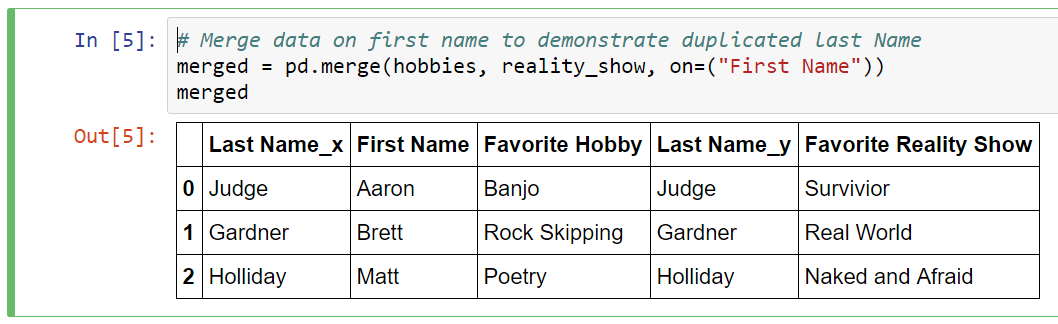 In [5]: # Merge data on first name to demonstrate duplicated last Name
merged = pd.merge(hobbies, reality_show, on=("First Name"))
merged
Out[5]:
Last Name_x First Name Favorite Hobby Last Name_y Favorite Reality Show
0 Judge Aaron Banjo Judge Survivior
1 Gardner Brett Rock Skipping Gardner Real World
2 Holliday Matt Poetry Holliday Naked and Afraid